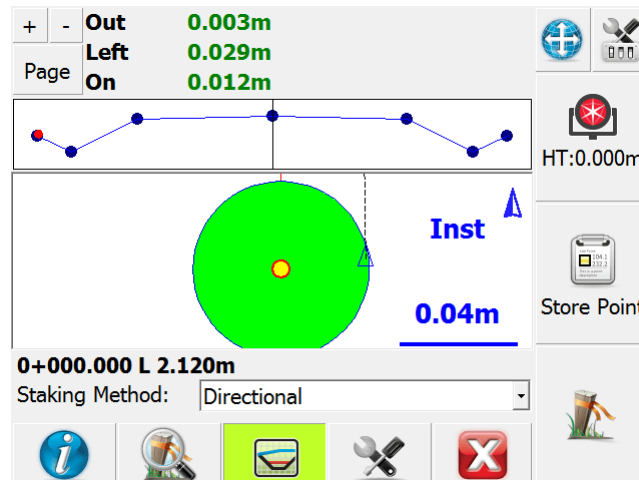 + - Out 0.003m
Left 0.029m
Page On 0.012m
HT:0.000m
Inst
0.04m
Store Point
0+000.000 L 2.120m
Staking Method: Directional